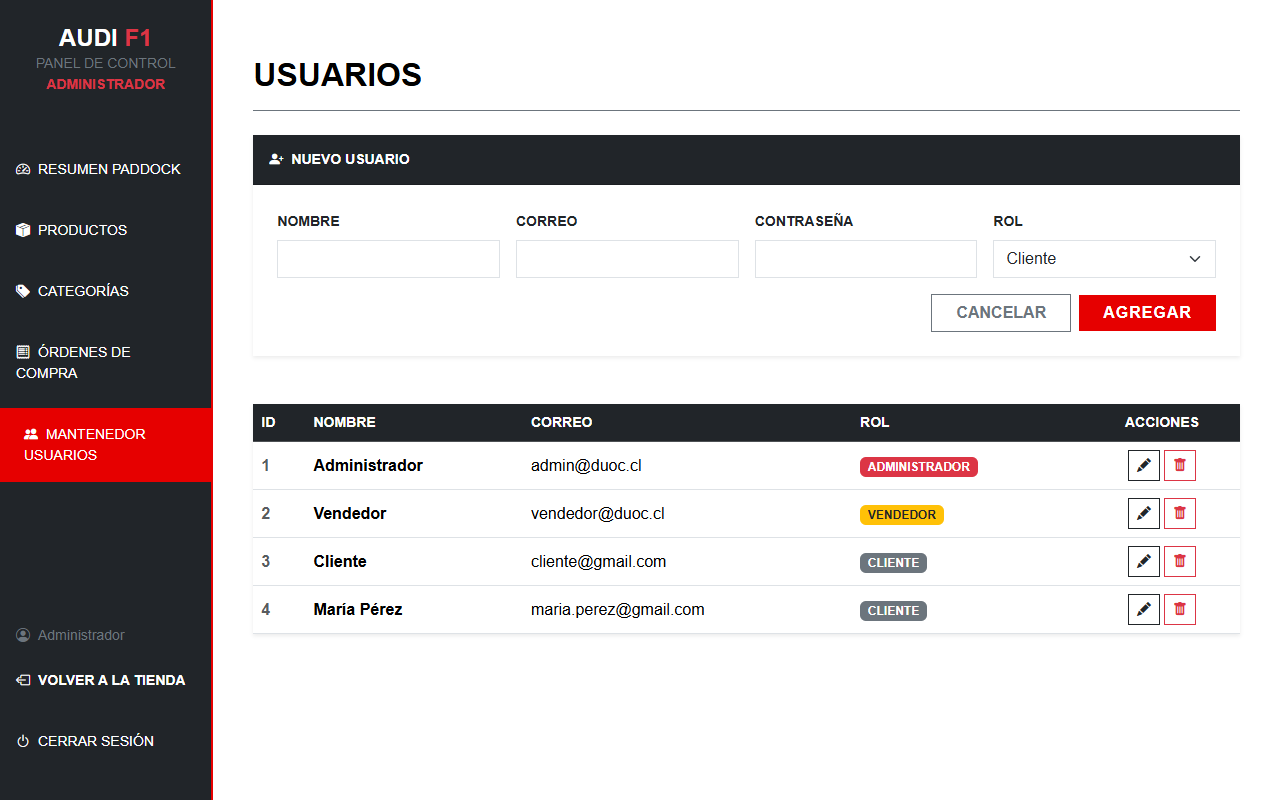 AUDI F1
PANEL DE CONTROL
ADMINISTRADOR
RESUMEN PADDOCK
PRODUCTOS
CATEGORÍAS
ÓRDENES DE
COMPRA
MANTENEDOR
USUARIOS
Administrador
VOLVER A LA TIENDA
CERRAR SESIÓN
USUARIOS
NUEVO USUARIO
NOMBRE CORREO CONTRASEÑA ROL
Cliente
CANCELAR AGREGAR
ID NOMBRE CORREO ROL ACCIONES
1 Administrador admin@duoc.cl ADMINISTRADOR
2 Vendedor vendedor@duoc.cl VENDEDOR
3 Cliente cliente@gmail.com CLIENTE
4 María Pérez maria.perez@gmail.com CLIENTE